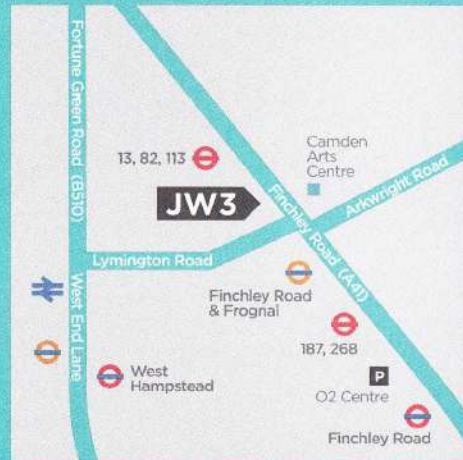 Fortune Green Road (B510)
13, 82, 113
Camden
Arts
Centre
JW3
Arkwright Road
Finchley Road (A41)
Lymington Road
West End Lane
Finchley Road
& Frognal
187, 268
West
Hampstead
P
O2 Centre
Finchley Road